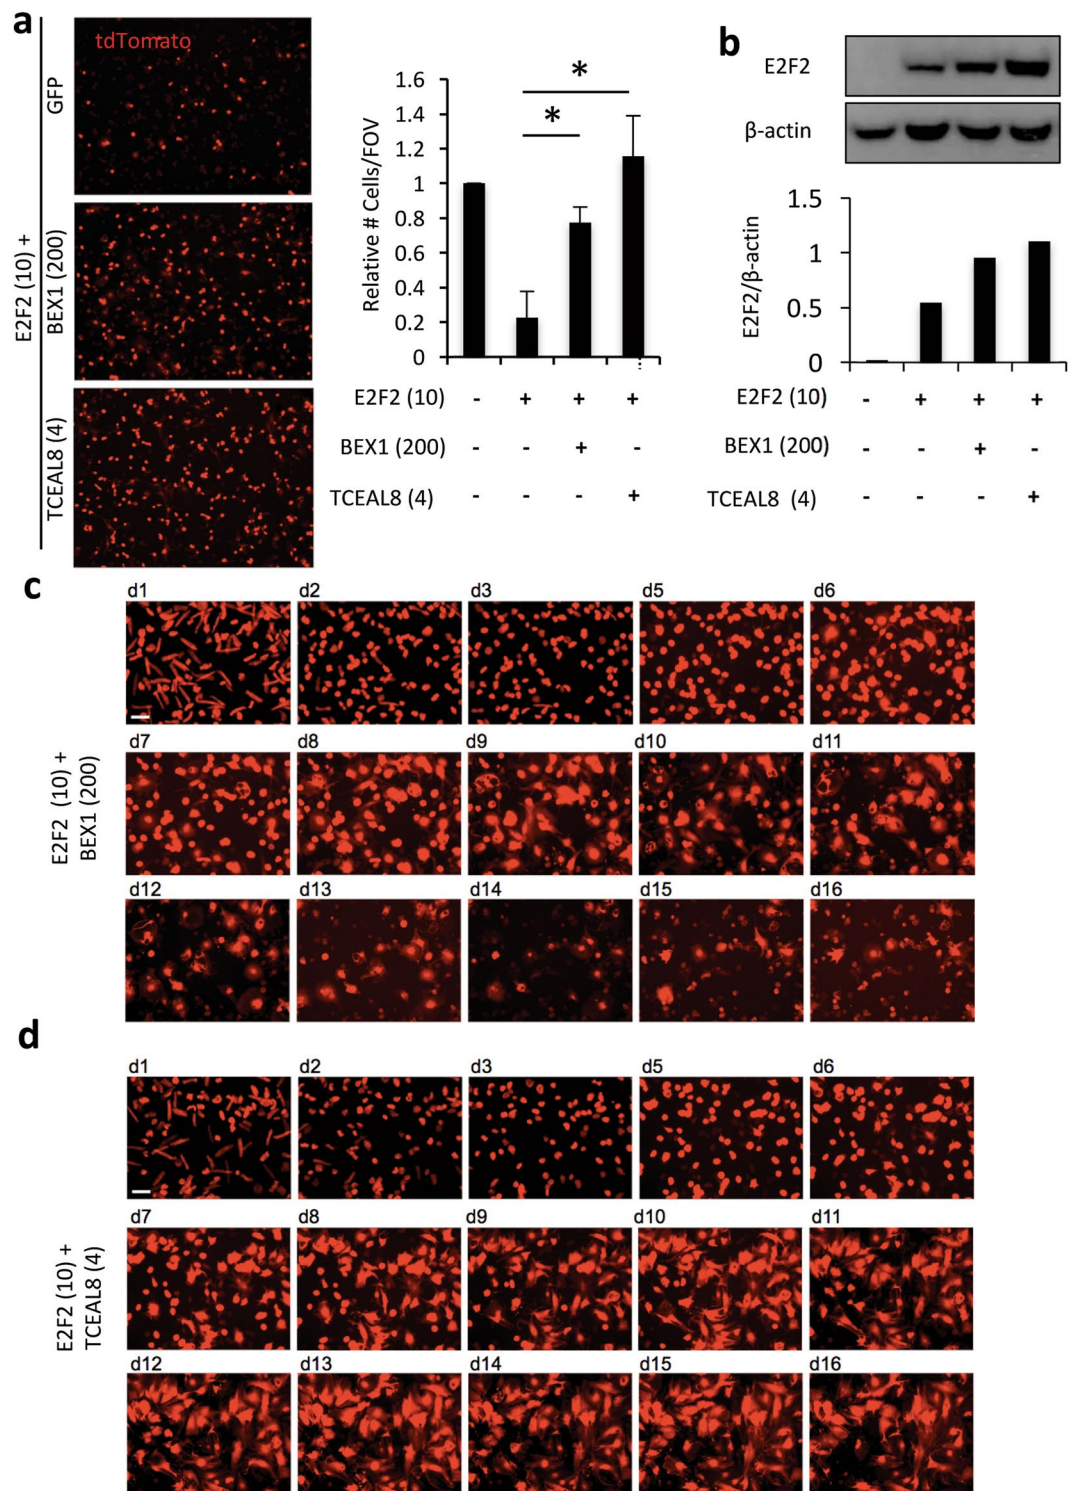 a
tdTomato
GFP
E2F2 (10) +
BEX1 (200)
TCEAL8 (4)
Relative # Cells/FOV
1.6
1.4
1.2
1
0.8
0.6
0.4
0.2
0
* 
*
E2F2 (10) - + + +
BEX1 (200) - - + -
TCEAL8 (4) - - - +
b
E2F2
β-actin
E2F2/β-actin
1.5
1
0.5
0
E2F2 (10) - + + +
BEX1 (200) - - + -
TCEAL8 (4) - - - +
c
E2F2 (10) +
BEX1 (200)
d1 d2 d3 d5 d6
d7 d8 d9 d10 d11
d12 d13 d14 d15 d16
d
E2F2 (10) +
TCEAL8 (4)
d1 d2 d3 d5 d6
d7 d8 d9 d10 d11
d12 d13 d14 d15 d16